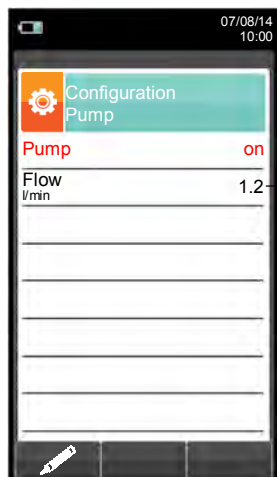 07/08/14
10:00
Configuration
Pump
Pump on
Flow 1.2
l/min